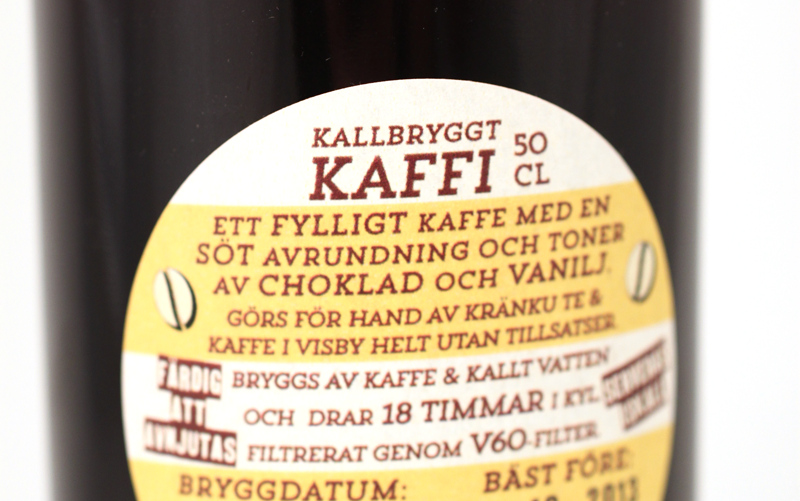 KALLBRYGGT
KAFFI 50 CL
ETT FYLLIGT KAFFE MED EN
SÖT AVRUNDNING OCH TONER
AV CHOKLAD OCH VANILJ.
GÖRS FÖR HAND AV KRÄNKU TE &
KAFFE I VISBY HELT UTAN TILLSATSER.
FÄRDIG
ATT
AVNJUTAS
BRYGGS AV KAFFE & KALLT VATTEN
OCH DRAR 18 TIMMAR I KYL.
FILTRERAT GENOM V60-FILTER.
BRYGGDATUM:
BÄST FÖRE:
2013